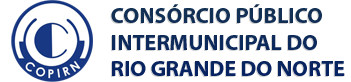 COPIRN
CONSÓRCIO PÚBLICO
INTERMUNICIPAL DO
RIO GRANDE DO NORTE